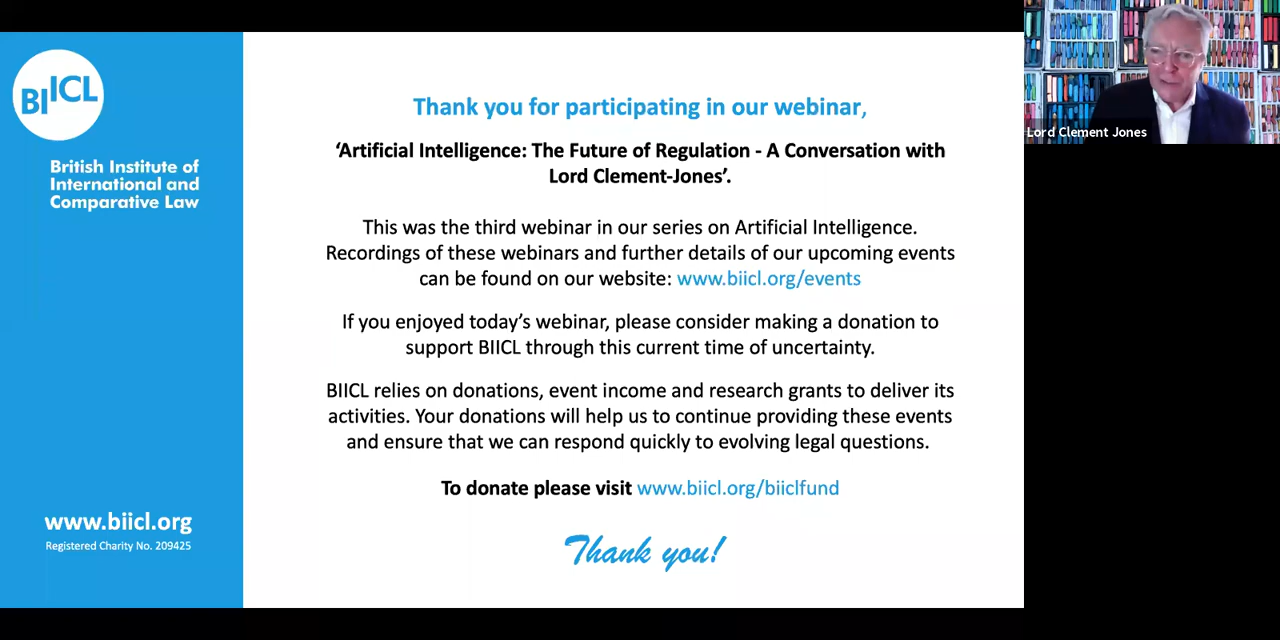 BIICL
British Institute of
International and
Comparative Law
www.biicl.org
Registered Charity No. 209425
Thank you for participating in our webinar,
‘Artificial Intelligence: The Future of Regulation - A Conversation with
Lord Clement-Jones’.
This was the third webinar in our series on Artificial Intelligence.
Recordings of these webinars and further details of our upcoming events
can be found on our website: www.biicl.org/events
If you enjoyed today’s webinar, please consider making a donation to
support BIICL through this current time of uncertainty.
BIICL relies on donations, event income and research grants to deliver its
activities. Your donations will help us to continue providing these events
and ensure that we can respond quickly to evolving legal questions.
To donate please visit www.biicl.org/biiclfund
Thank you!
Lord Clement Jones